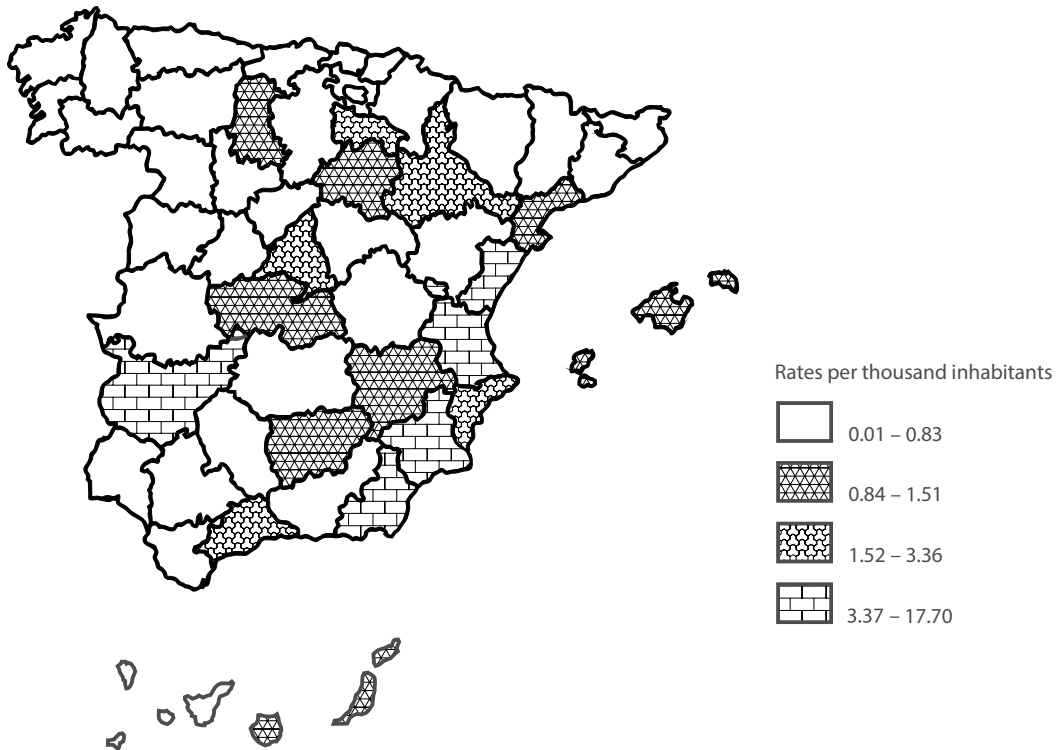 Rates per thousand inhabitants
0.01 – 0.83
0.84 – 1.51
1.52 – 3.36
3.37 – 17.70